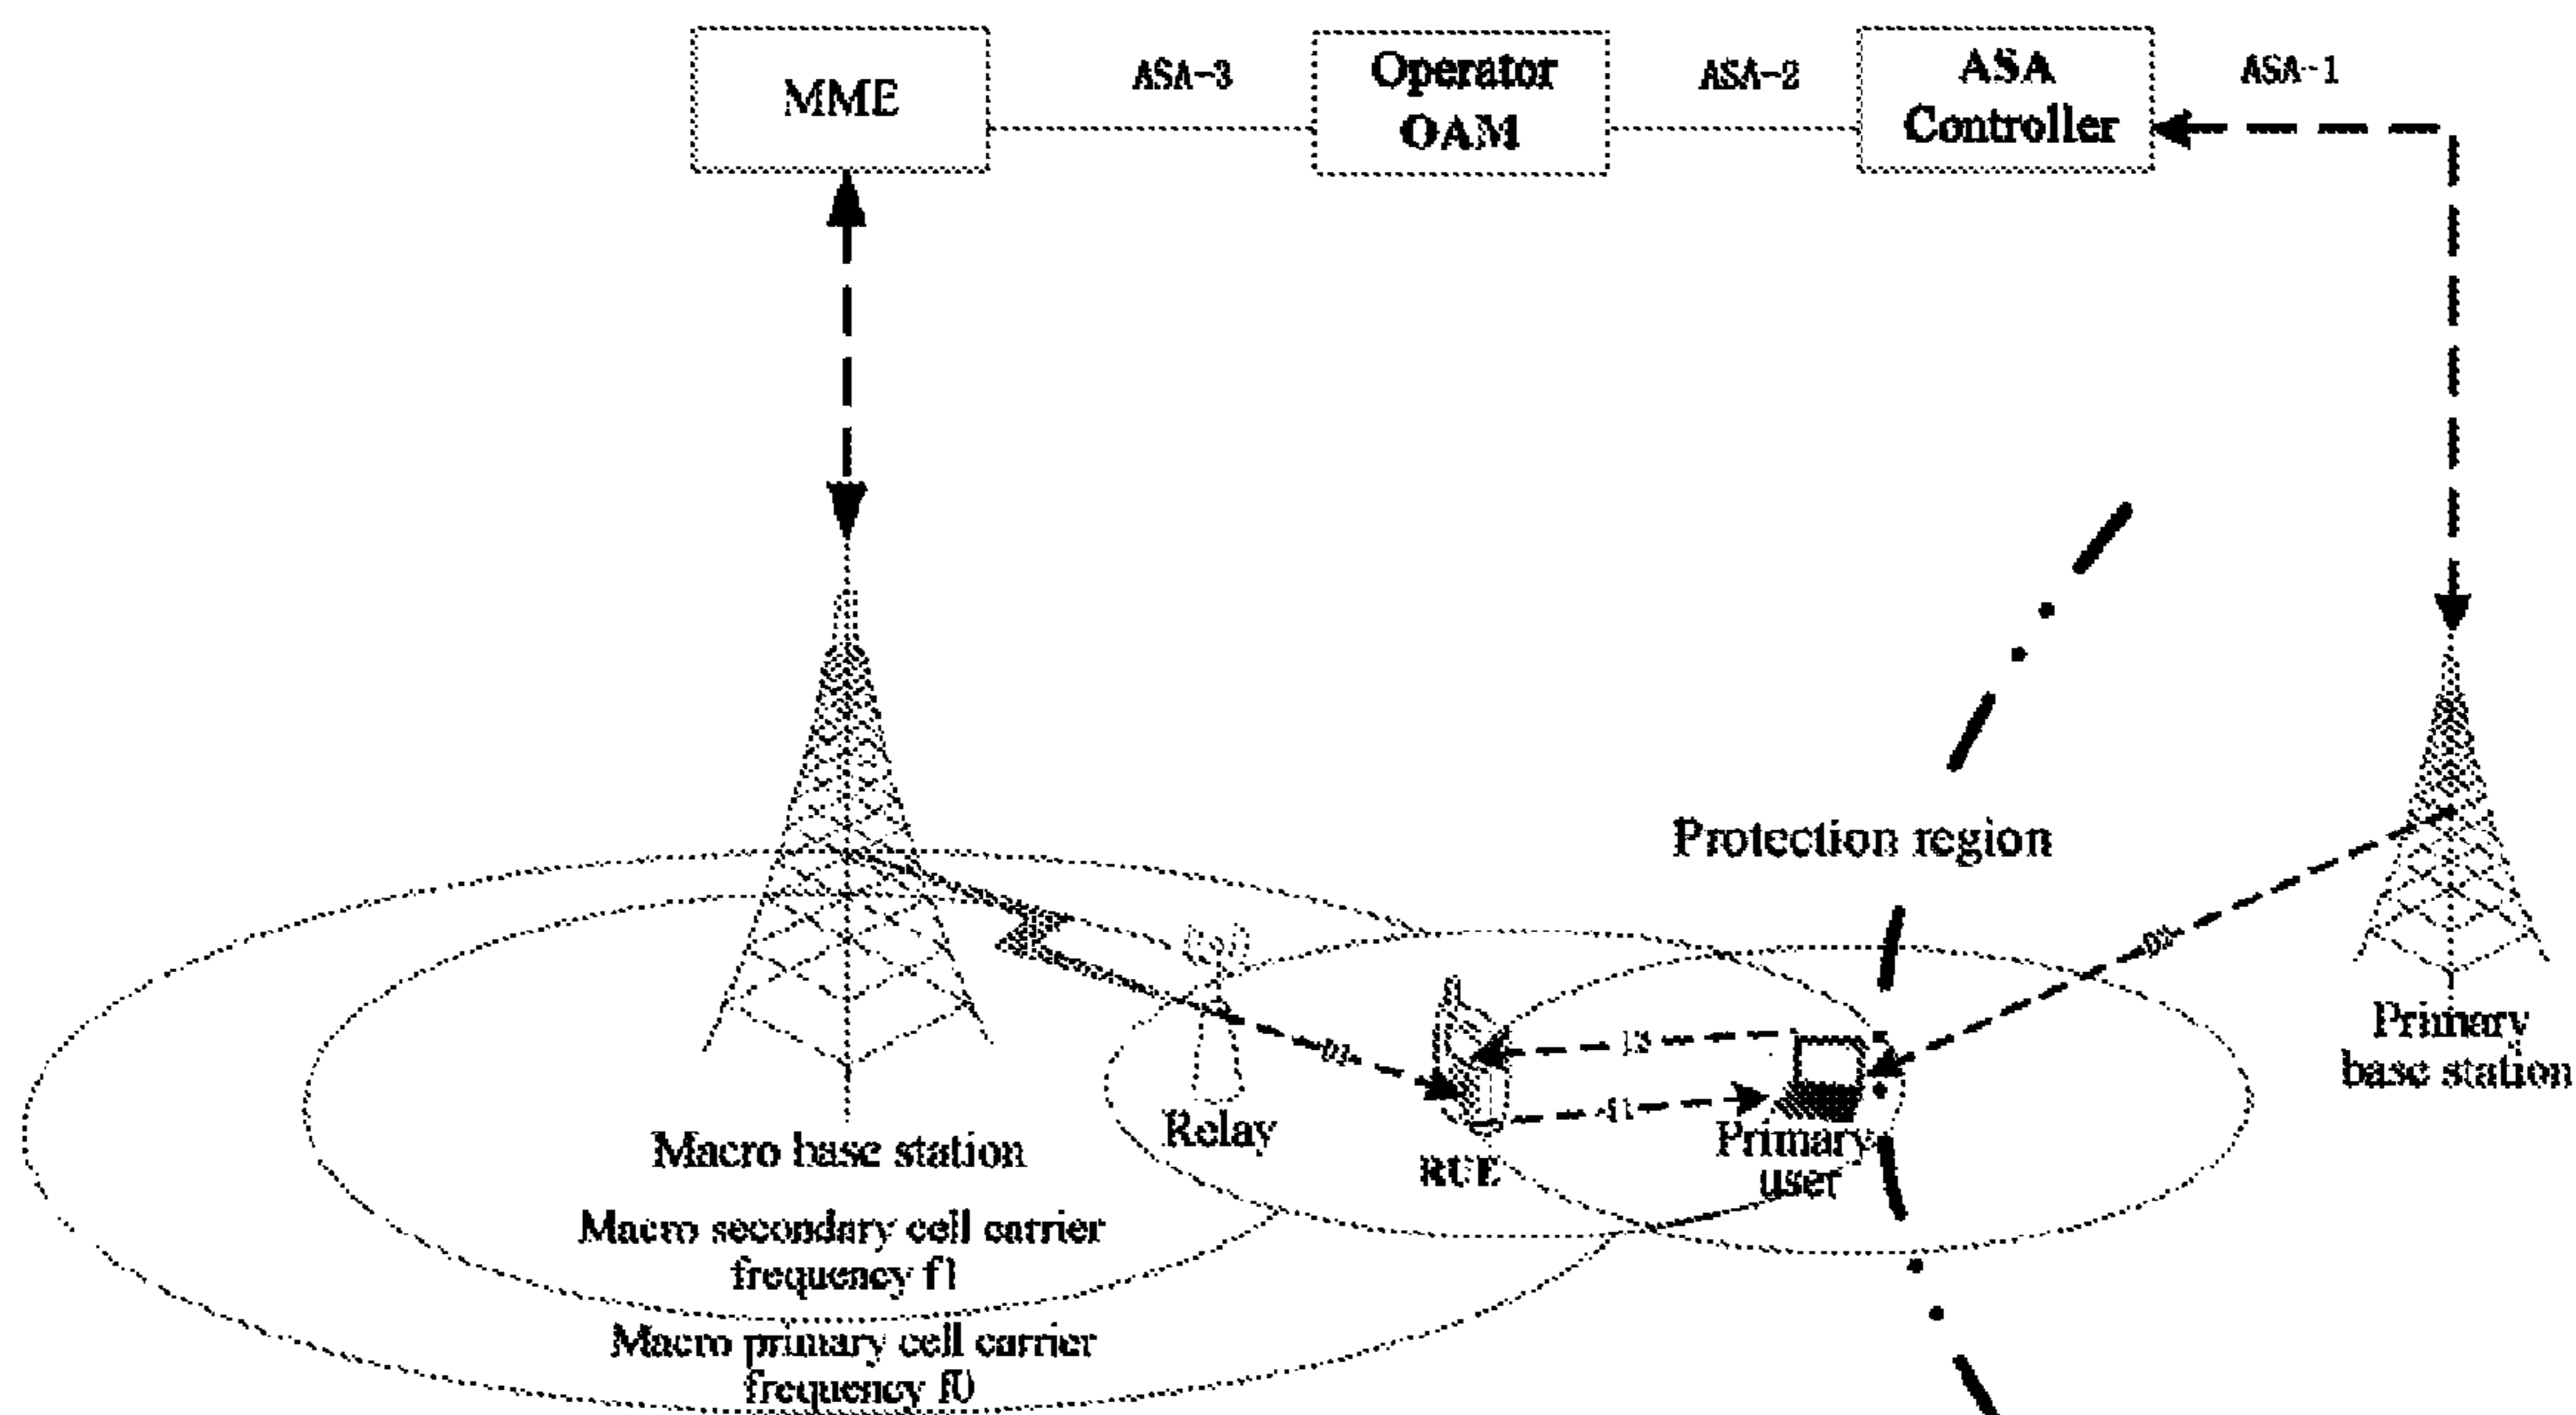 MME
ASA-3
Operator
OAM
ASA-2
ASA
Controller
ASA-1
Protection region
Primary
base station
Relay
RUE
Primary
user
Macro base station
Macro secondary cell carrier
frequency f1
Macro primary cell carrier
frequency f0